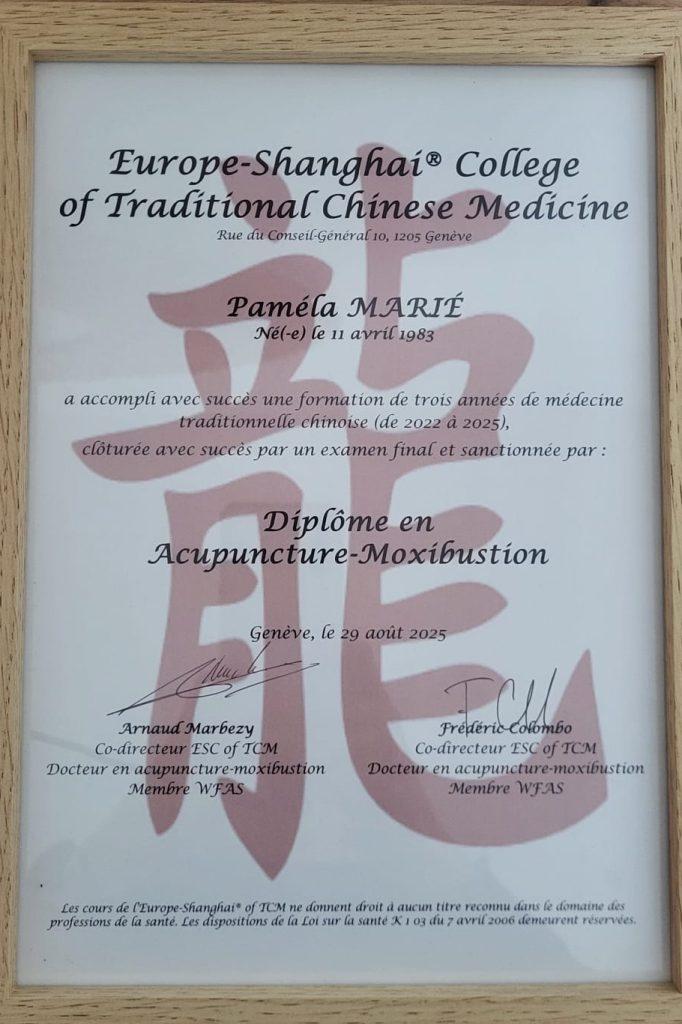 Europe-Shanghai® College
of Traditional Chinese Medicine
Rue du Conseil-Général 10, 1205 Genève
Paméla MARIÉ
Né(-e) le 11 avril 1983
a accompli avec succès une formation de trois années de médecine
traditionnelle chinoise (de 2022 à 2025),
clôturée avec succès par un examen final et sanctionnée par :
Diplôme en
Acupuncture-Moxibustion
Genève, le 29 août 2025
Arnaud Marbezy
Co-directeur ESC of TCM
Docteur en acupuncture-moxibustion
Membre WFAS
Frédéric Colombo
Co-directeur ESC of TCM
Docteur en acupuncture-moxibustion
Membre WFAS
Les cours de l'Europe-Shanghai® of TCM ne donnent droit à aucun titre reconnu dans le domaine des
professions de la santé. Les dispositions de la Loi sur la santé K 1 03 du 7 avril 2006 demeurent réservées.
龍